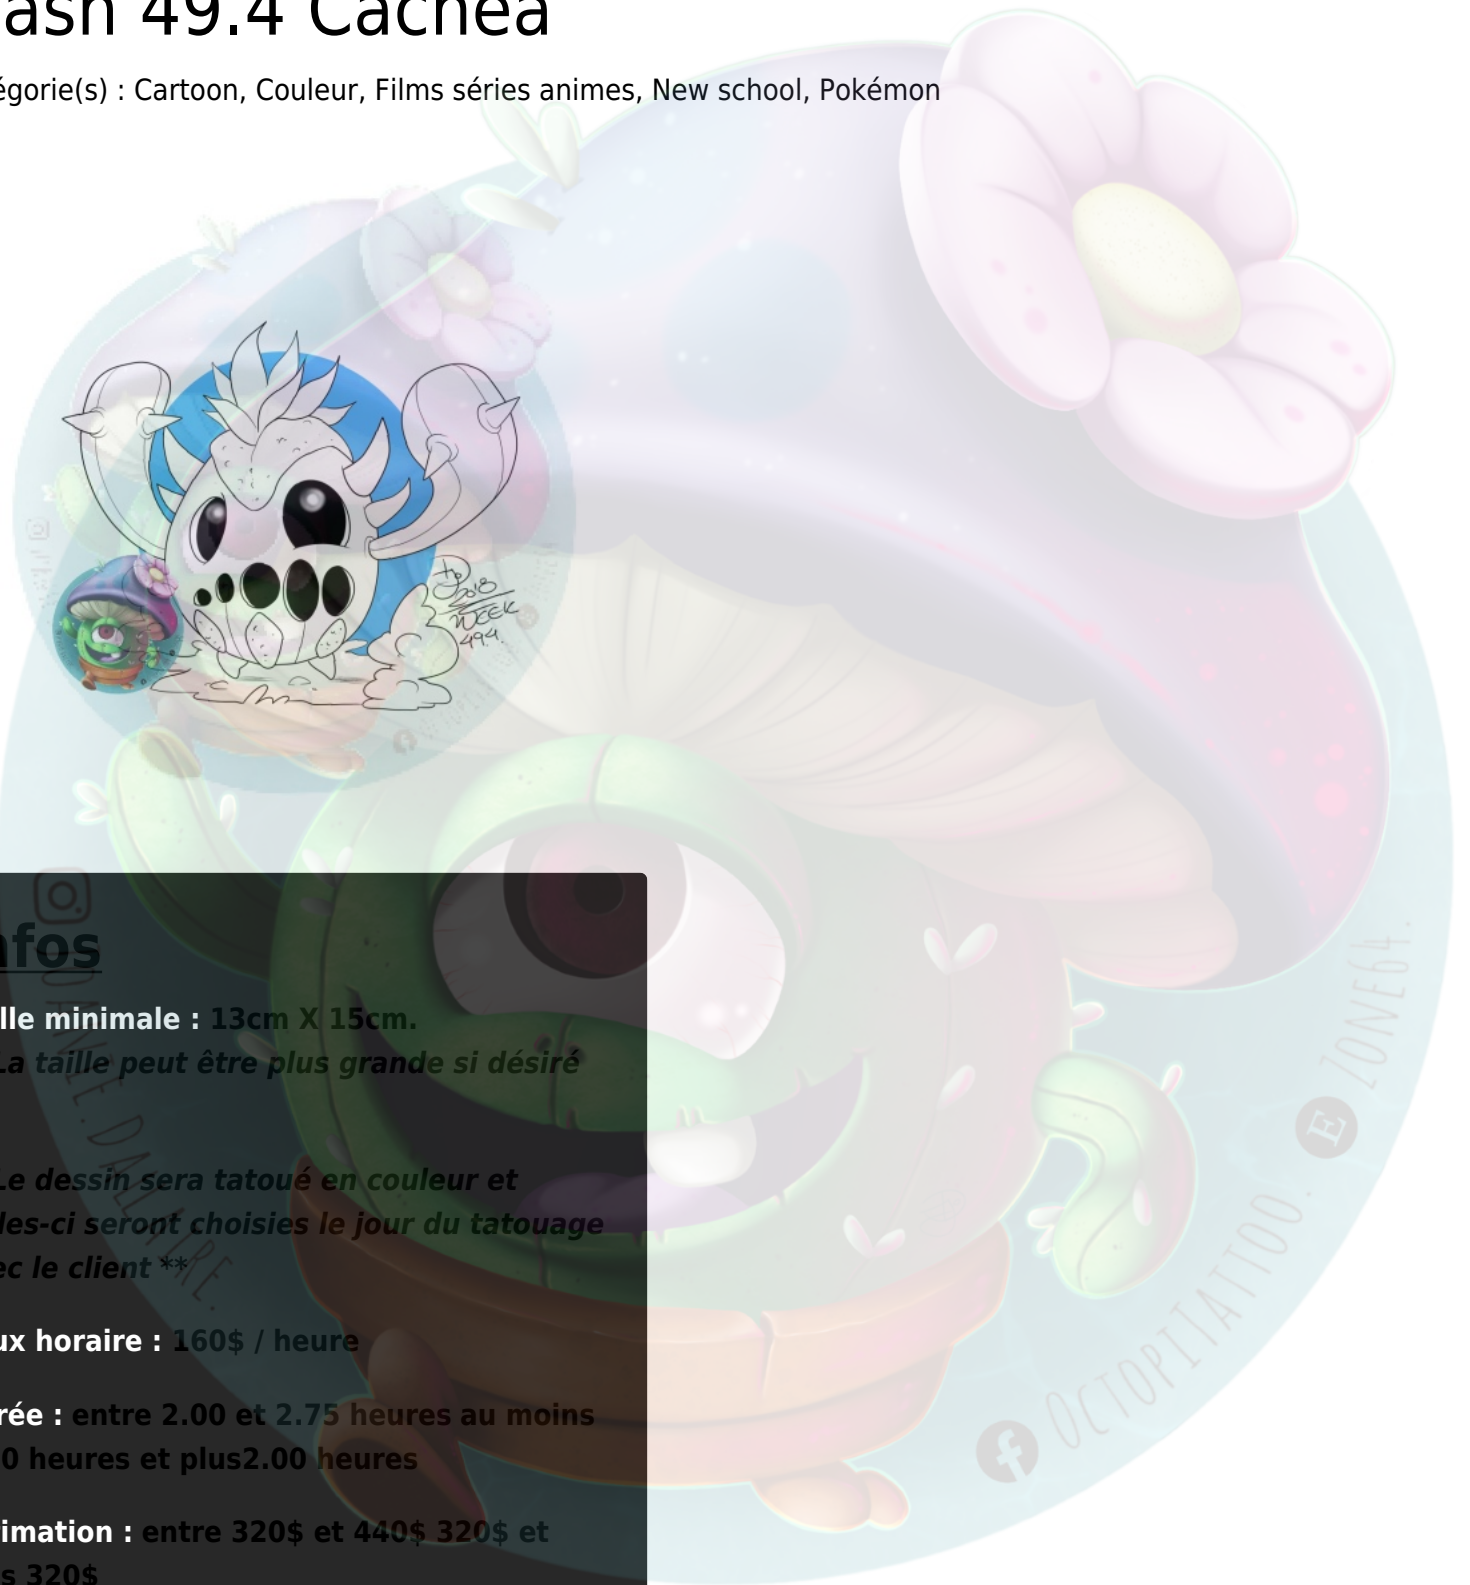 ash 49.4 Cachea
égorie(s) : Cartoon, Couleur, Films séries animes, New school, Pokémon
2018
WEEK
49.4
nfos
lle minimale : 13cm X 15cm.
La taille peut être plus grande si désiré
Le dessin sera tatoué en couleur et
les-ci seront choisies le jour du tatouage
ec le client **
ux horaire : 160$ / heure
rée : entre 2.00 et 2.75 heures au moins
0 heures et plus2.00 heures
imation : entre 320$ et 440$ 320$ et
s 320$
DAVE.DALLAIRE.
OCTOPITATTOO.
E ZONE64.